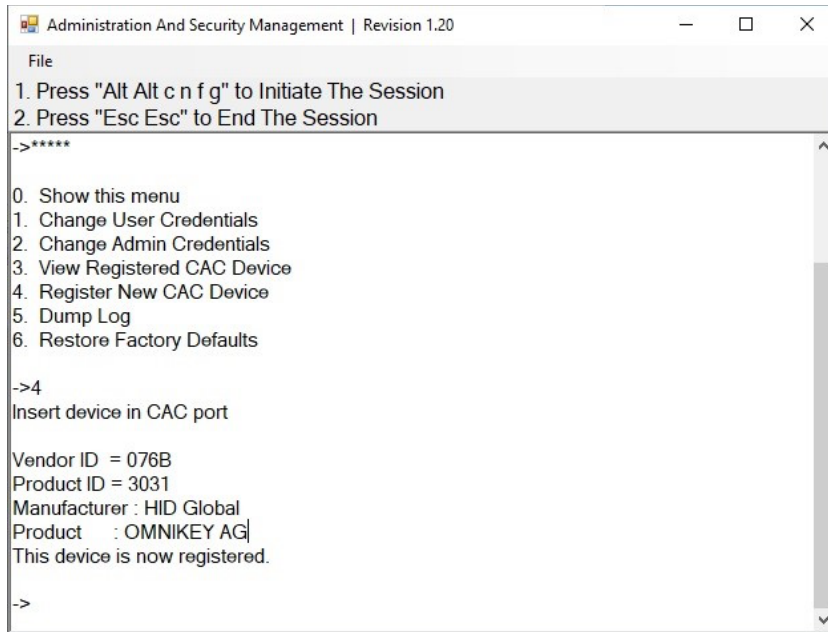 Administration And Security Management | Revision 1.20
File
1. Press "Alt Alt c n f g" to Initiate The Session
2. Press "Esc Esc" to End The Session
->*****
0. Show this menu
1. Change User Credentials
2. Change Admin Credentials
3. View Registered CAC Device
4. Register New CAC Device
5. Dump Log
6. Restore Factory Defaults
->4
Insert device in CAC port
Vendor ID = 076B
Product ID = 3031
Manufacturer : HID Global
Product : OMNIKEY AG
This device is now registered.
->